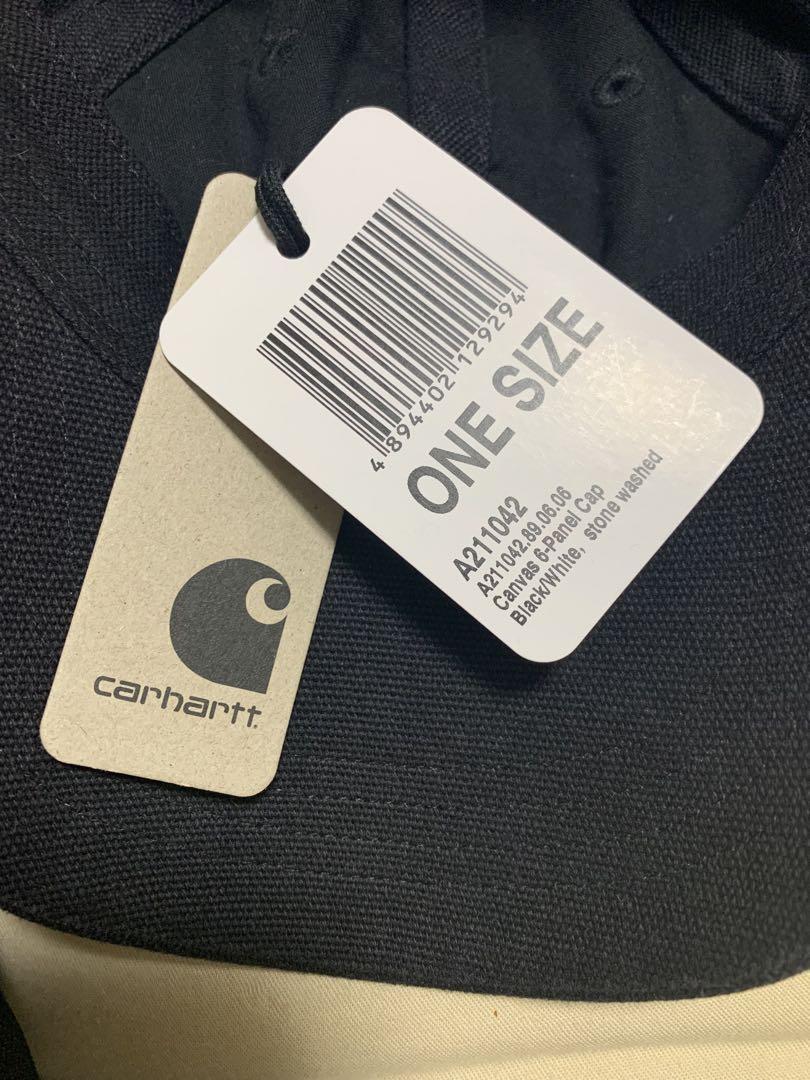 4 894402 129294
ONE SIZE
A211042
A211042.89.06.06
Canvas 6-Panel Cap
Black/White, stone washed
carhartt.